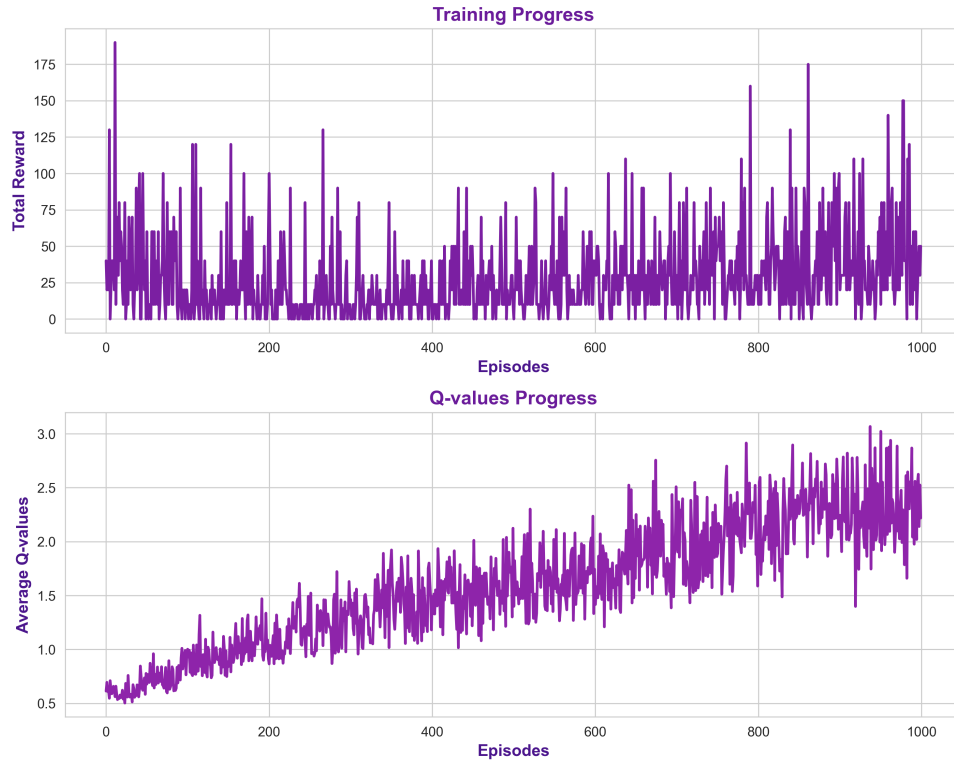 Training Progress
175
150
125
100
75
50
25
0
Total Reward
0 200 400 600 800 1000
Episodes
Q-values Progress
3.0
2.5
2.0
1.5
1.0
0.5
Average Q-values
0 200 400 600 800 1000
Episodes